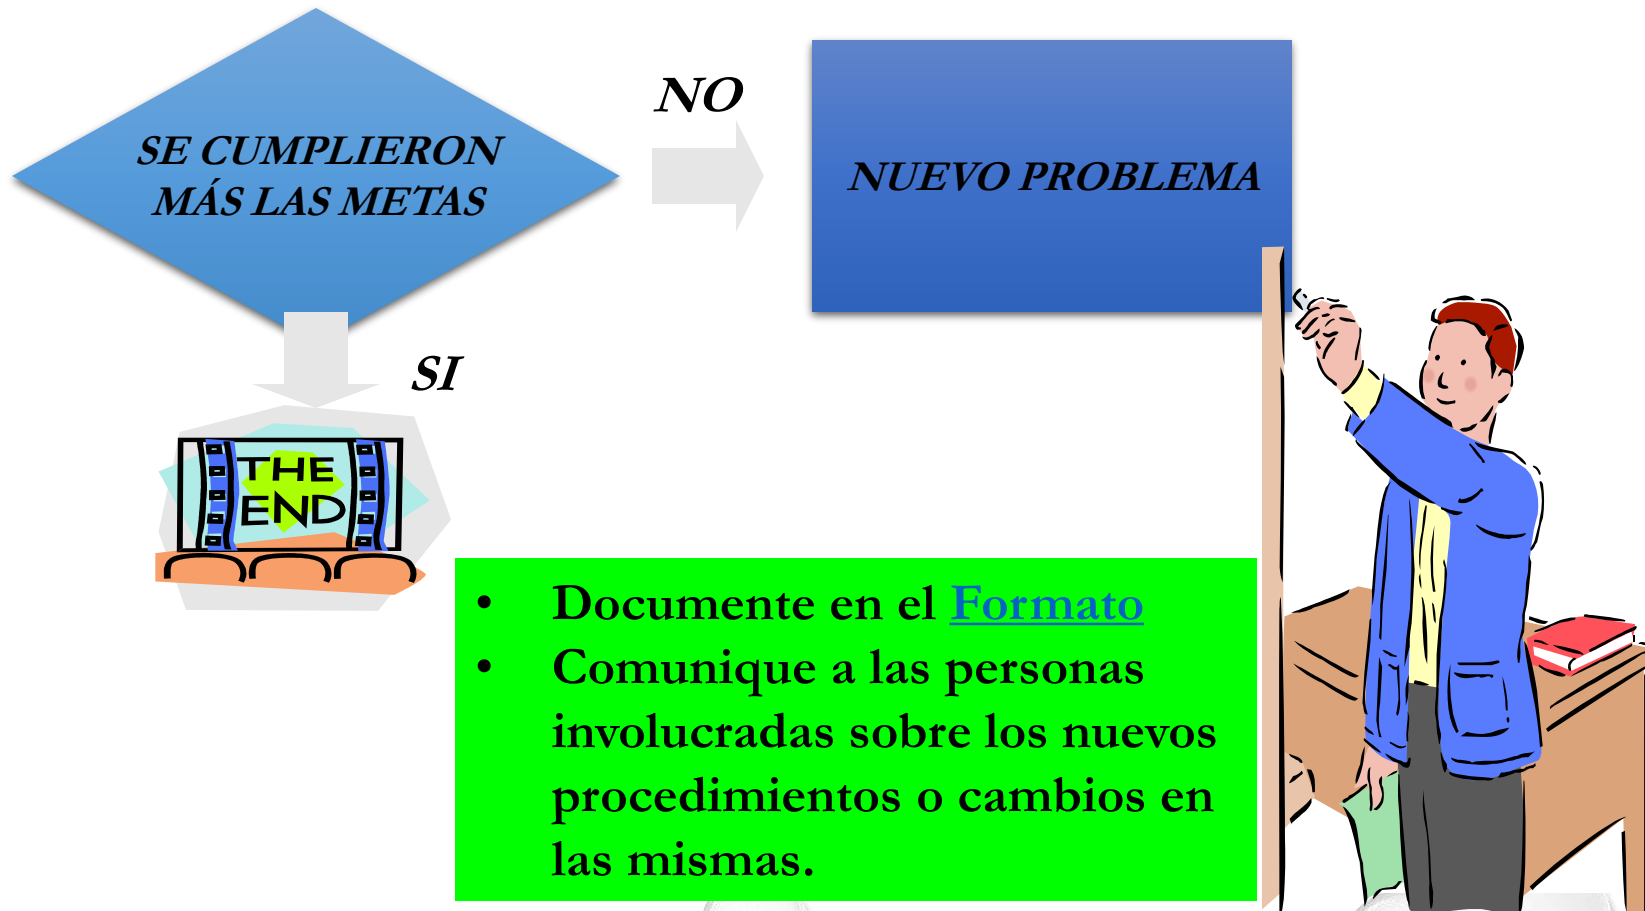 SE CUMPLIERON
MÁS LAS METAS
NO
NUEVO PROBLEMA
SI
THE
END
• Documente en el Formato
• Comunique a las personas
involucradas sobre los nuevos
procedimientos o cambios en
las mismas.